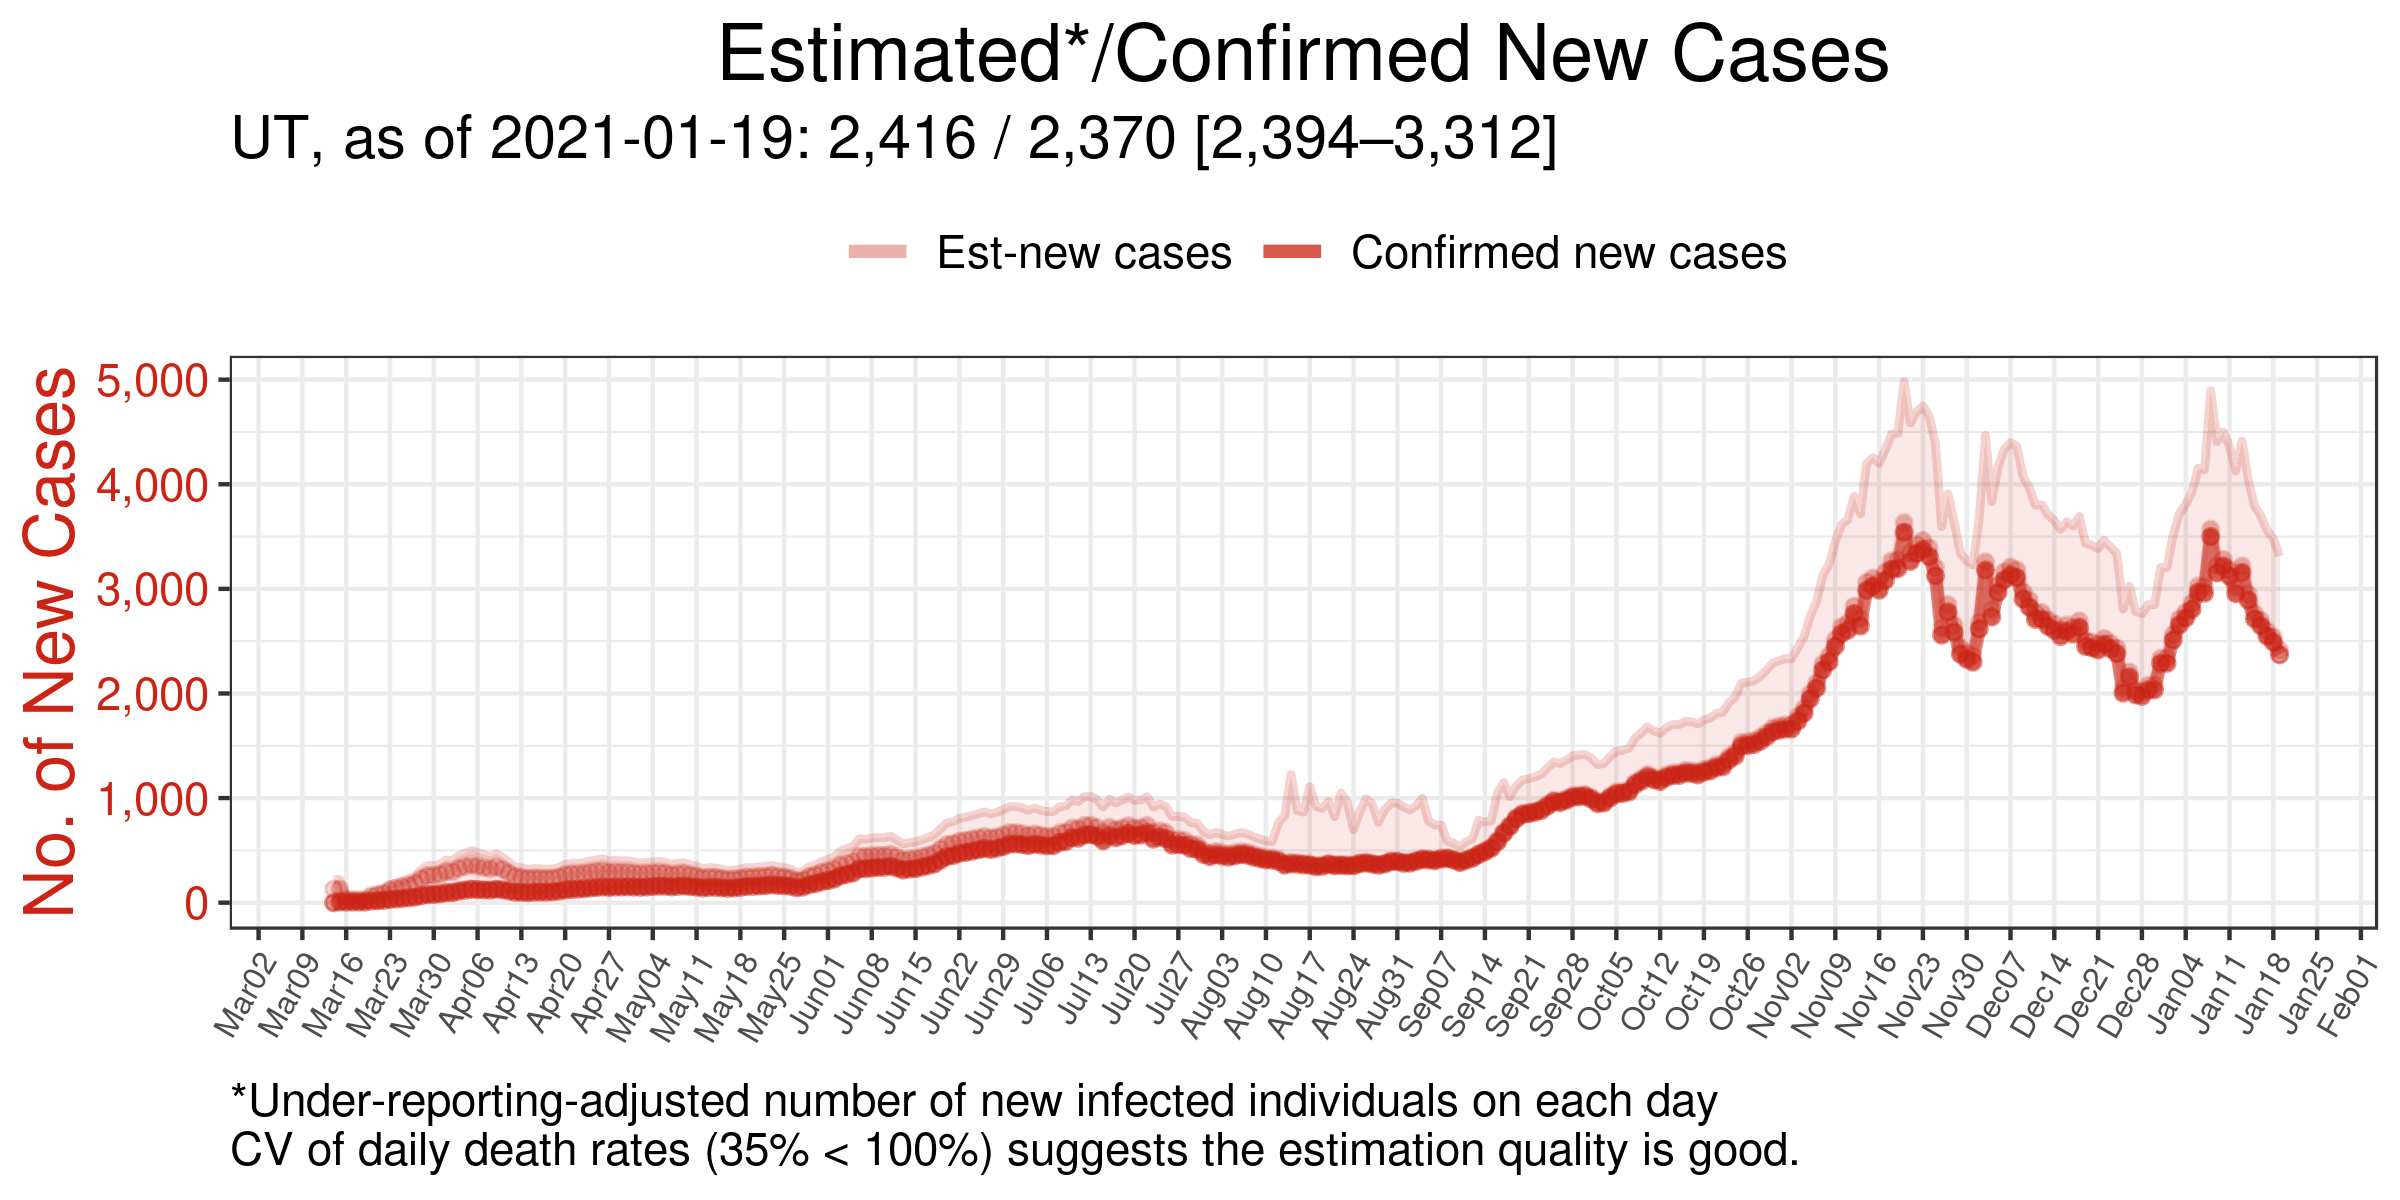 Estimated*/Confirmed New Cases
UT, as of 2021-01-19: 2,416 / 2,370 [2,394–3,312]
Est-new cases Confirmed new cases
No. of New Cases
5,000
4,000
3,000
2,000
1,000
0
Mar02 Mar09 Mar16 Mar23 Mar30 Apr06 Apr13 Apr20 Apr27 May04 May11 May18 May25 Jun01 Jun08 Jun15 Jun22 Jun29 Jul06 Jul13 Jul20 Jul27 Aug03 Aug10 Aug17 Aug24 Aug31 Sep07 Sep14 Sep21 Sep28 Oct05 Oct12 Oct19 Oct26 Nov02 Nov09 Nov16 Nov23 Nov30 Dec07 Dec14 Dec21 Dec28 Jan04 Jan11 Jan18 Jan25 Feb01
*Under-reporting-adjusted number of new infected individuals on each day
CV of daily death rates (35% < 100%) suggests the estimation quality is good.